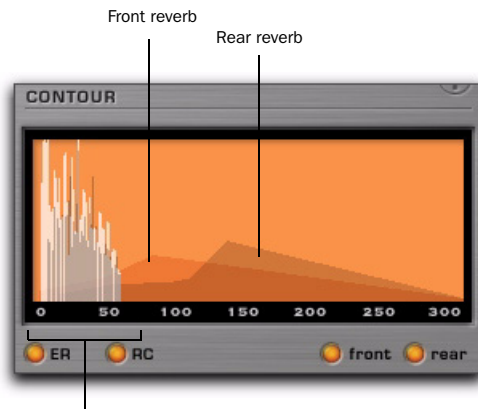 Front reverb
Rear reverb
CONTOUR
0 50 100 150 200 250 300
ER RC front rear